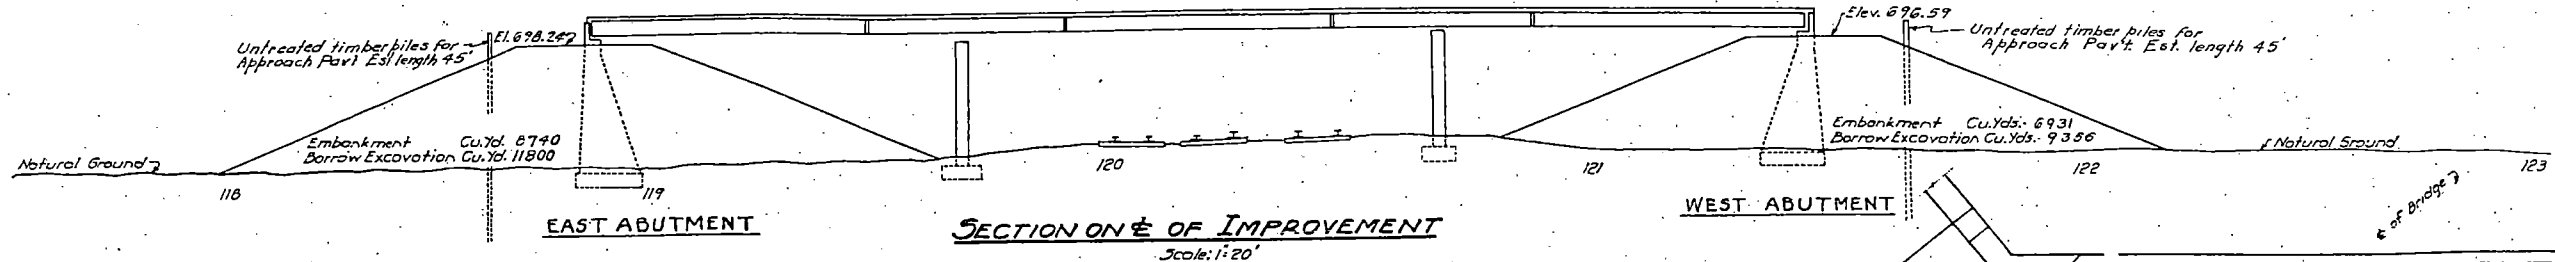 Untreated timber piles for
Approach Pav't Est length 45'
El. 698.24
Elev. 696.59
Untreated timber piles for
Approach Pav't. Est. length 45'
Embankment Cu.Yd. 8740
Borrow Excavation Cu.Yd. 11800
Embankment Cu.Yds.- 6931
Borrow Excavation Cu.Yds.- 9356
Natural Ground
Natural Ground
118
119
120
121
122
123
EAST ABUTMENT
WEST ABUTMENT
℄ of Bridge
SECTION ON ℄ OF IMPROVEMENT
Scale: 1"=20'